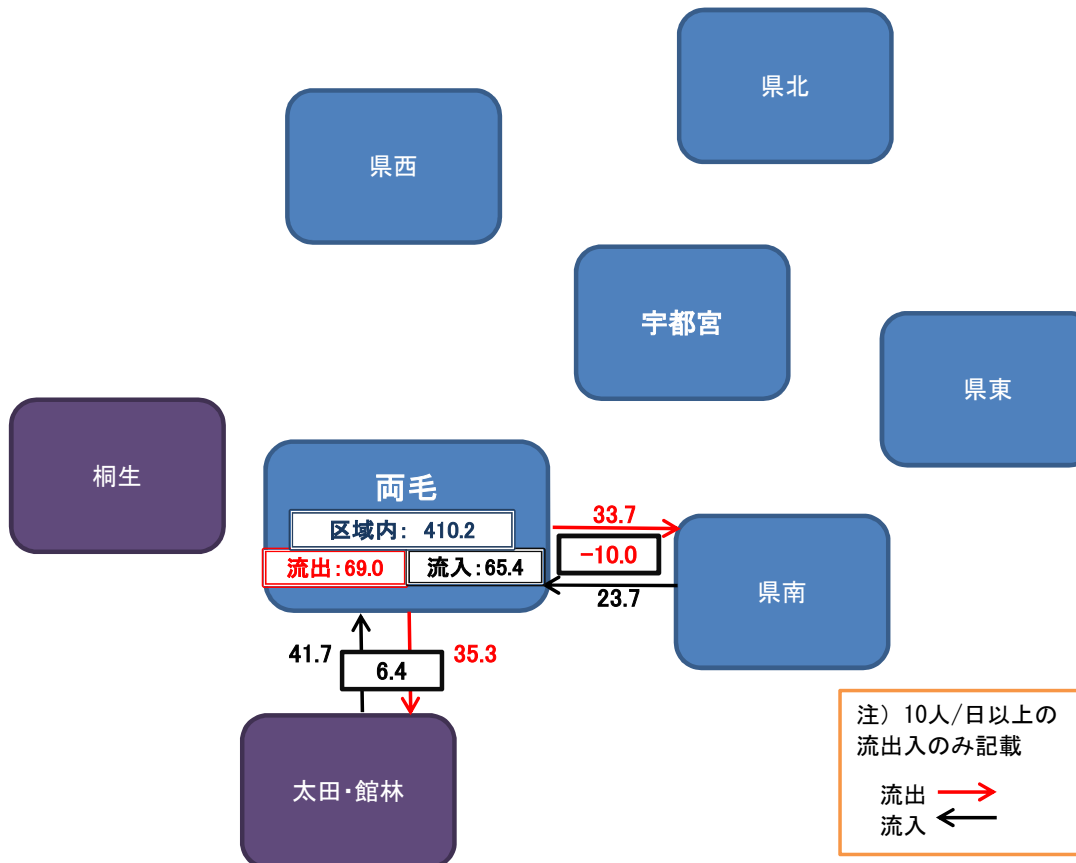 県北
県西
宇都宮
県東
桐生
両毛
区域内： 410.2
流出：69.0
流入：65.4
33.7
-10.0
23.7
県南
41.7
6.4
35.3
太田・館林
注） 10人/日以上の
流出入のみ記載
流出
流入